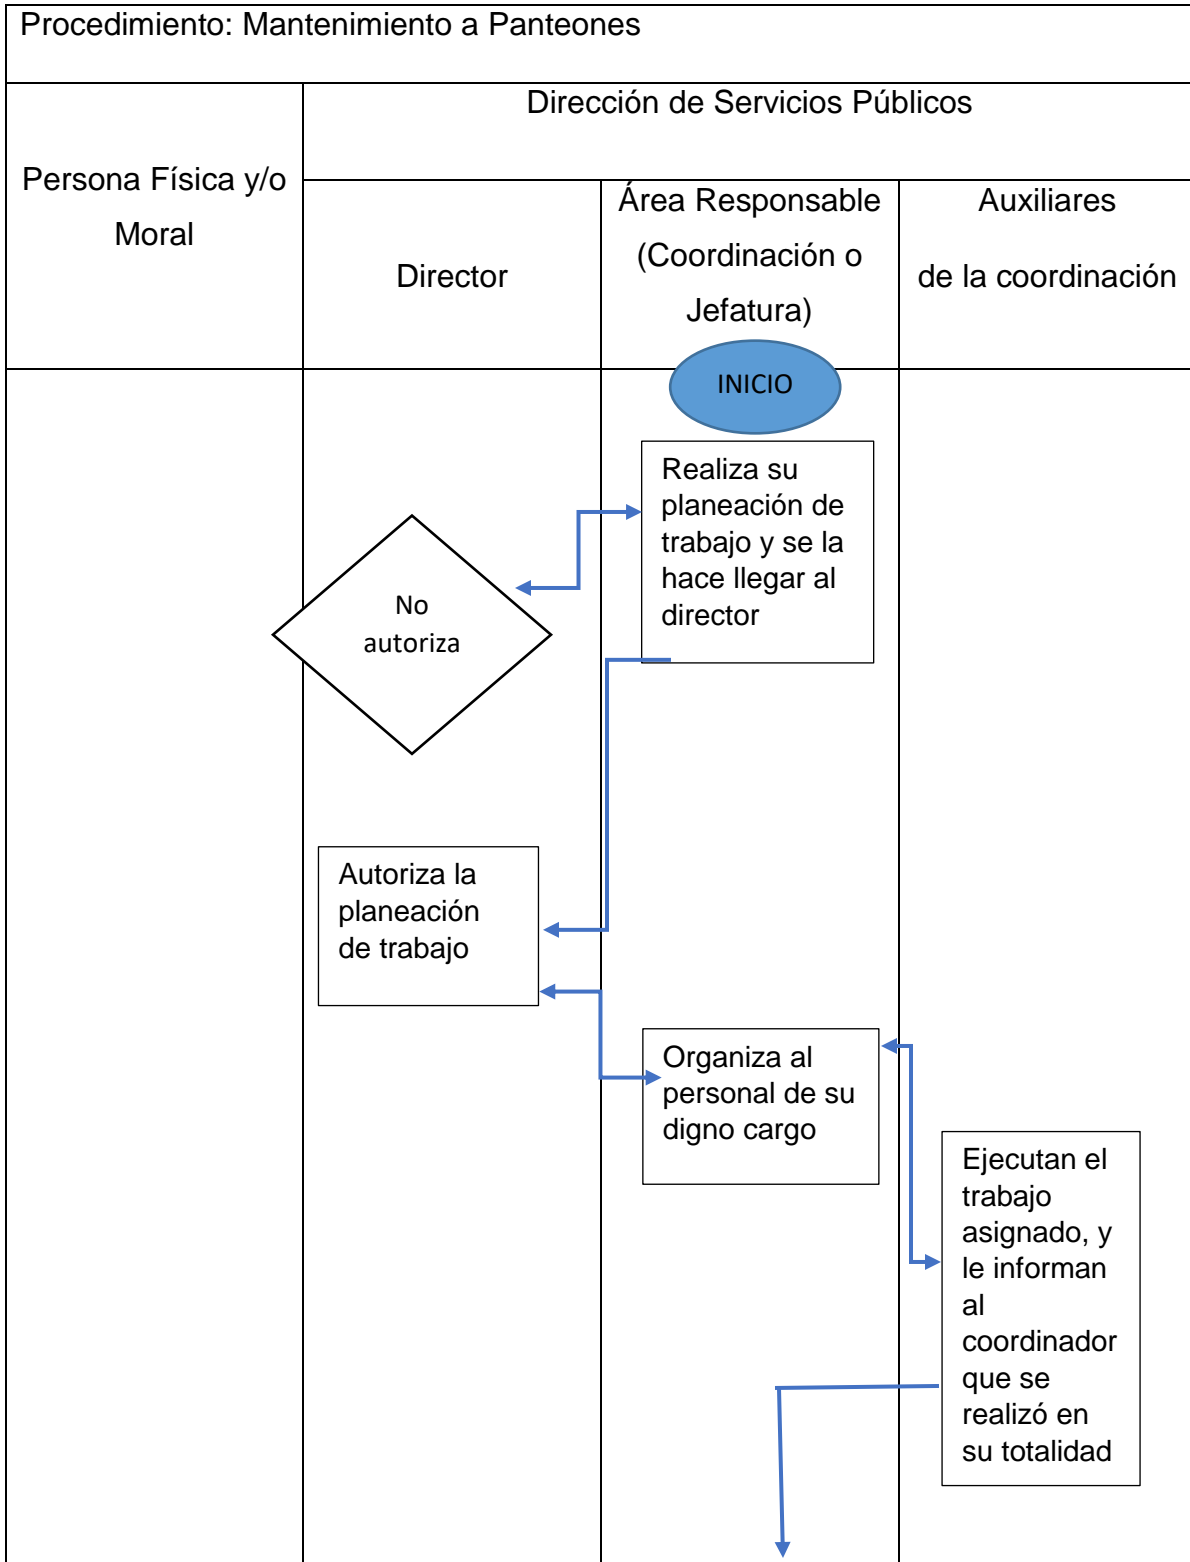 Procedimiento: Mantenimiento a Panteones
Persona Física y/o
Moral
Dirección de Servicios Públicos
Director
Área Responsable
(Coordinación o
Jefatura)
Auxiliares
de la coordinación
INICIO
Realiza su
planeación de
trabajo y se la
hace llegar al
director
No
autoriza
Autoriza la
planeación
de trabajo
Organiza al
personal de su
digno cargo
Ejecutan el
trabajo
asignado, y
le informan
al
coordinador
que se
realizó en
su totalidad